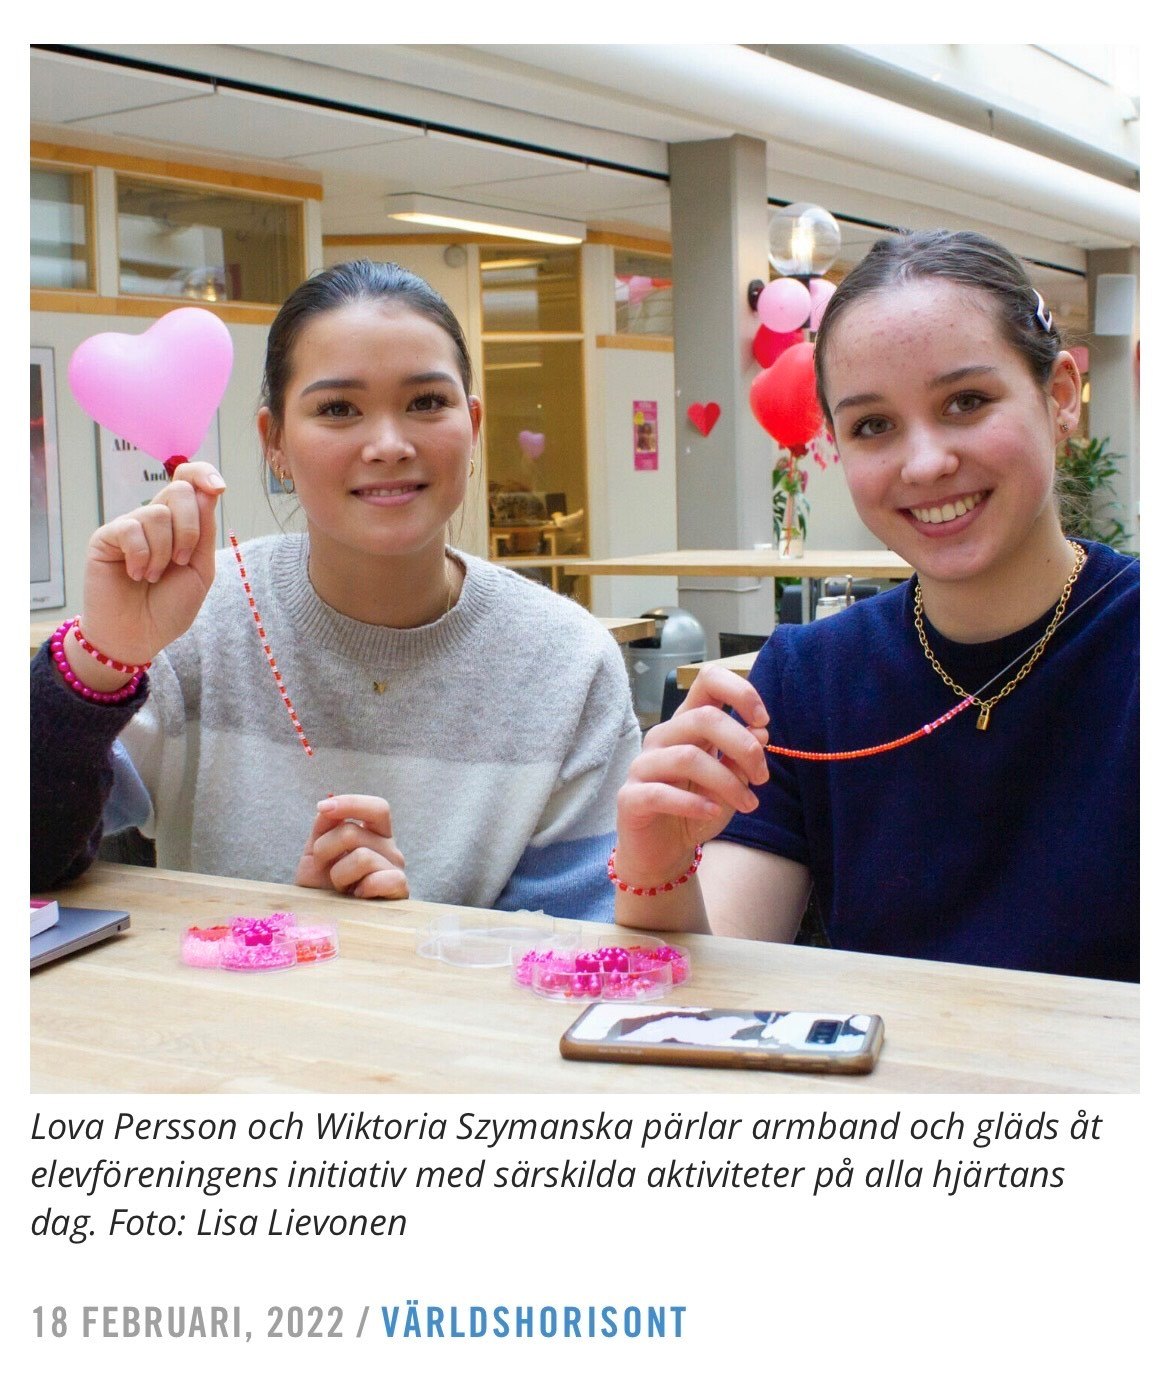 Lova Persson och Wiktoria Szymanska pärlar armband och gläds åt
elevföreningens initiativ med särskilda aktiviteter på alla hjärtans
dag. Foto: Lisa Lievonen
18 FEBRUARI, 2022 / VÄRLDSHORISONT